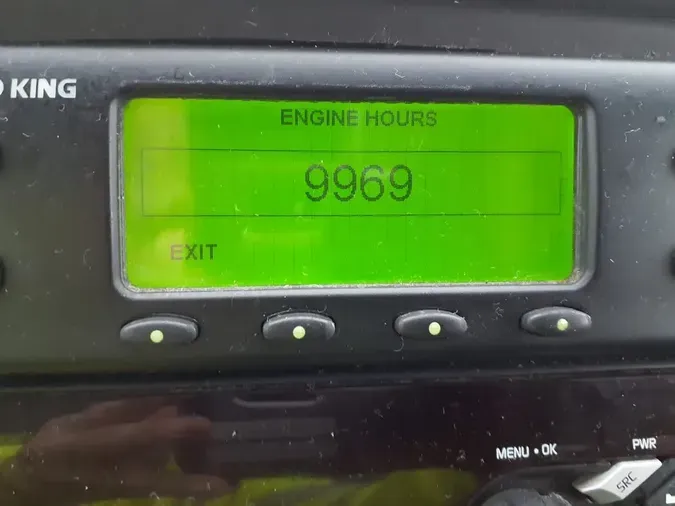 KING
ENGINE HOURS
9969
EXIT
MENU • OK
PWR
SRC